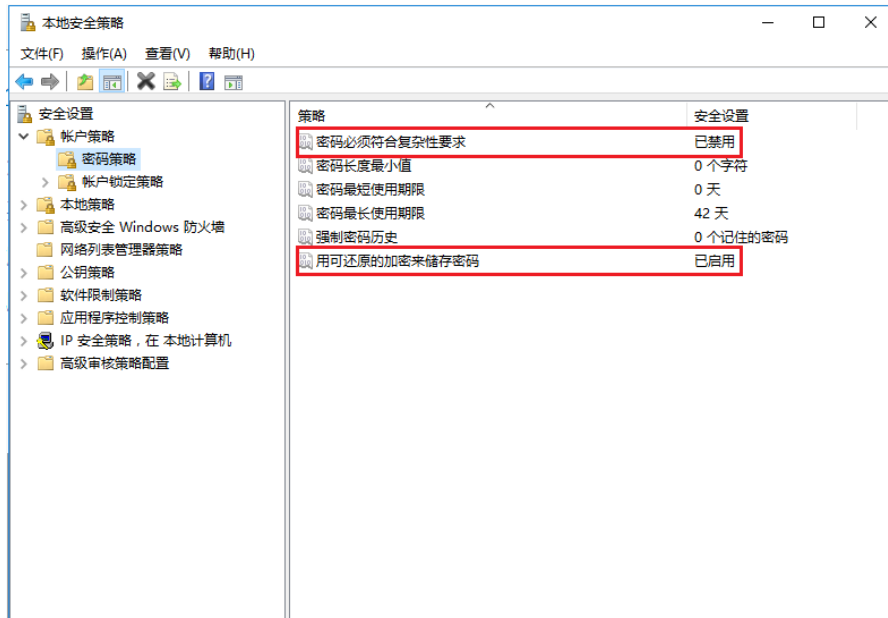 本地安全策略
文件(F) 操作(A) 查看(V) 帮助(H)
安全设置
帐户策略
密码策略
帐户锁定策略
本地策略
高级安全 Windows 防火墙
网络列表管理器策略
公钥策略
软件限制策略
应用程序控制策略
IP 安全策略，在 本地计算机
高级审核策略配置
策略 安全设置
密码必须符合复杂性要求 已禁用
密码长度最小值 0 个字符
密码最短使用期限 0 天
密码最长使用期限 42 天
强制密码历史 0 个记住的密码
用可还原的加密来储存密码 已启用